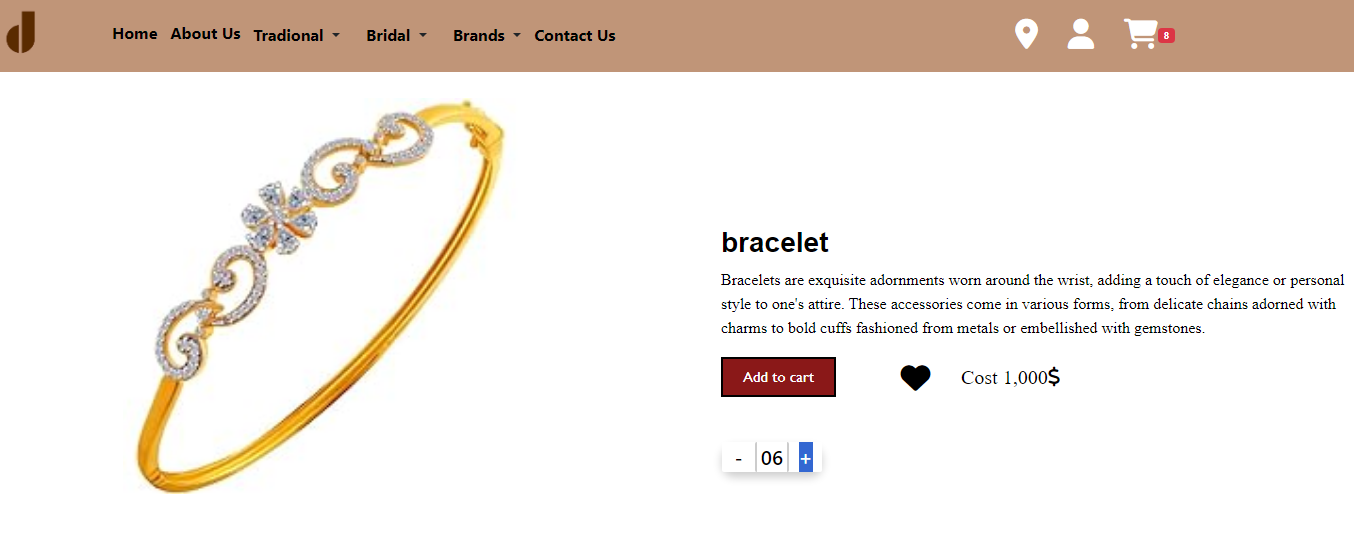 d
Home About Us Tradional Bridal Brands Contact Us
8
bracelet
Bracelets are exquisite adornments worn around the wrist, adding a touch of elegance or personal
style to one's attire. These accessories come in various forms, from delicate chains adorned with
charms to bold cuffs fashioned from metals or embellished with gemstones.
Add to cart Cost 1,000$
- 06 +